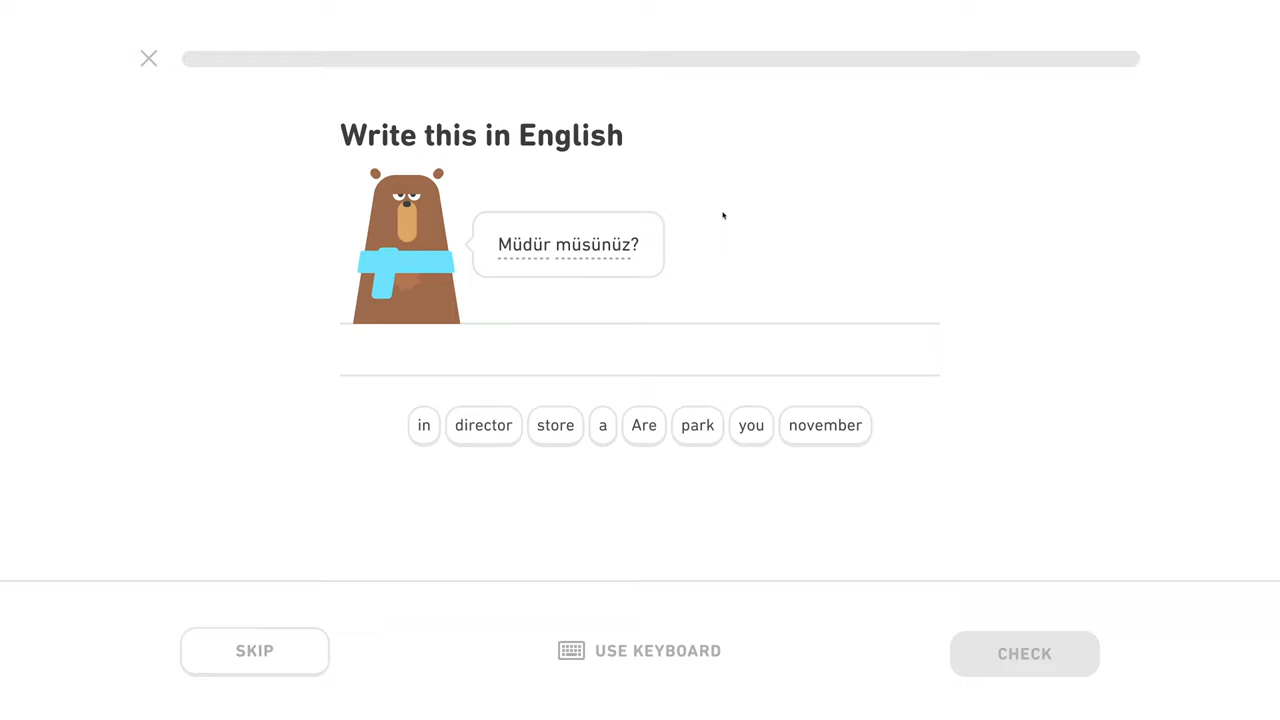 Write this in English
Müdür müsünüz?
in director store a Are park you november
SKIP USE KEYBOARD CHECK